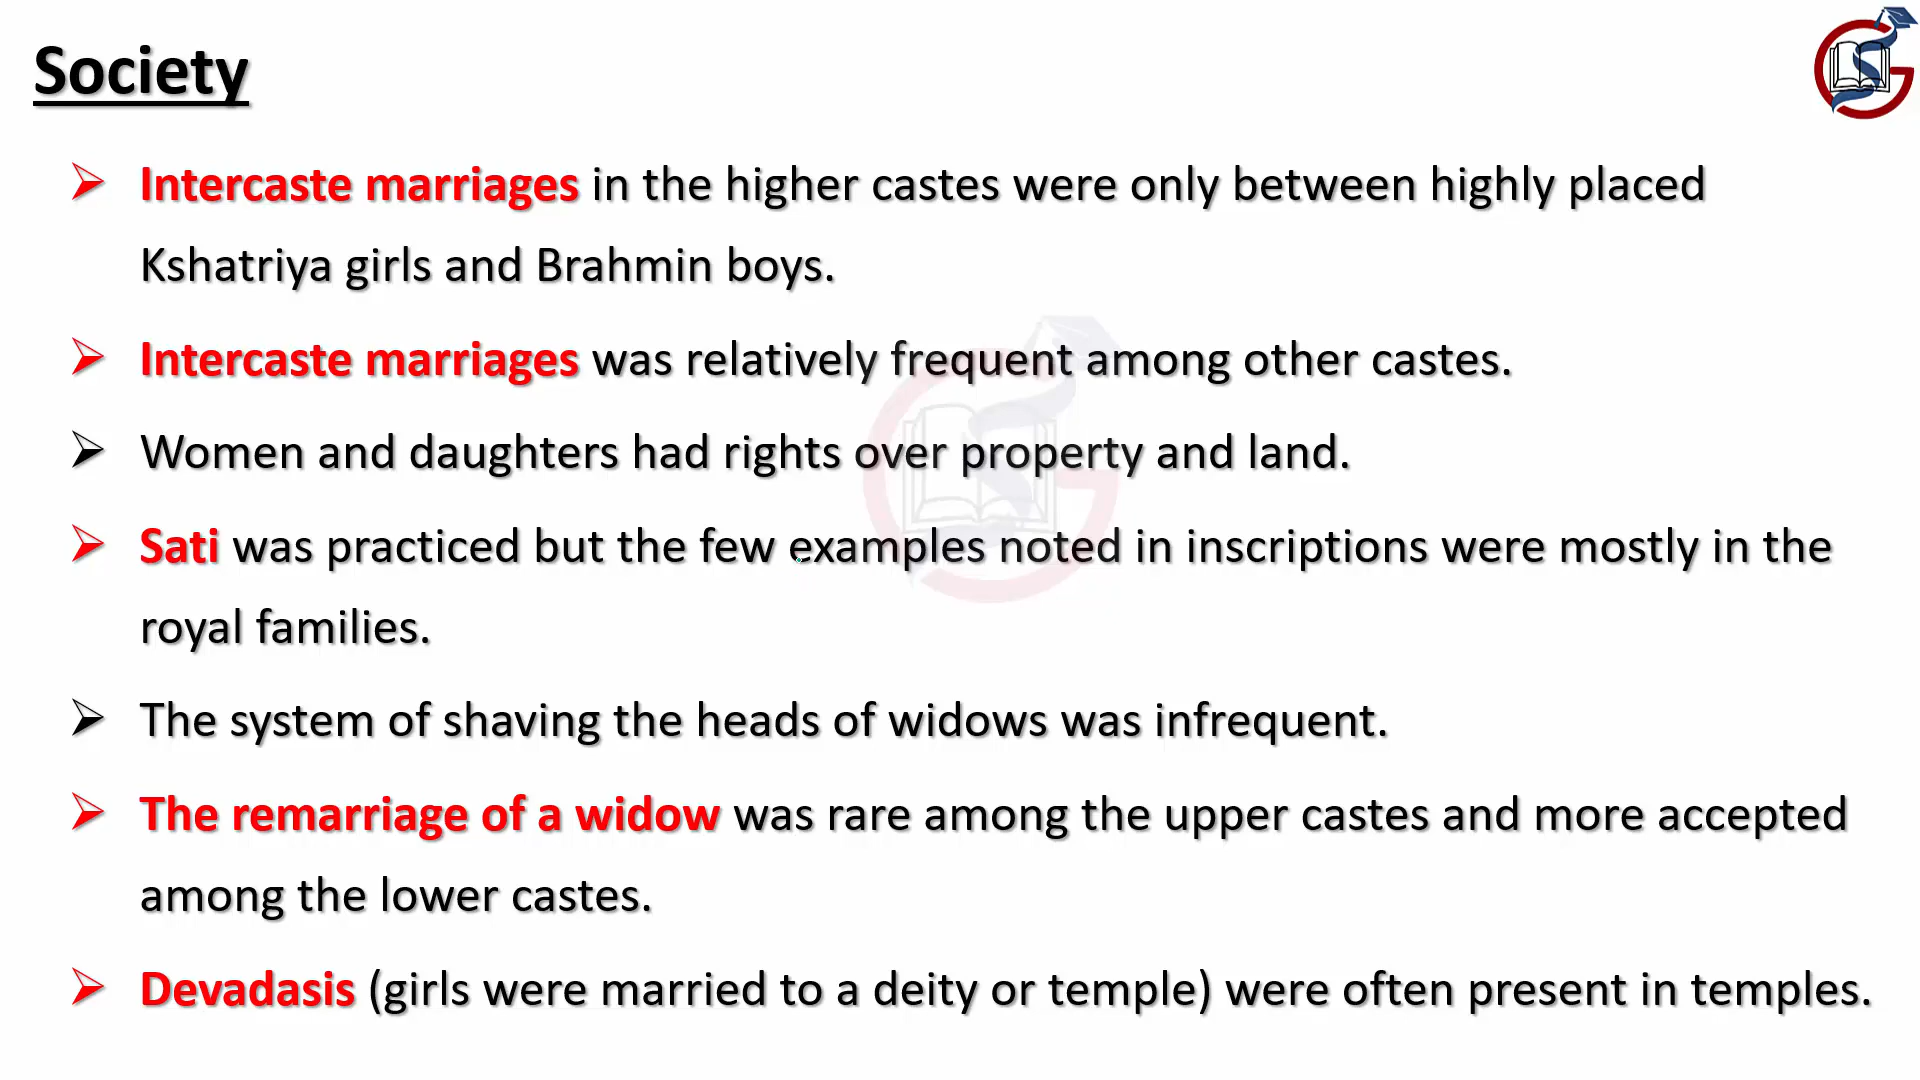 Society
Intercaste marriages in the higher castes were only between highly placed
Kshatriya girls and Brahmin boys.
Intercaste marriages was relatively frequent among other castes.
Women and daughters had rights over property and land.
Sati was practiced but the few examples noted in inscriptions were mostly in the
royal families.
The system of shaving the heads of widows was infrequent.
The remarriage of a widow was rare among the upper castes and more accepted
among the lower castes.
Devadasis (girls were married to a deity or temple) were often present in temples.